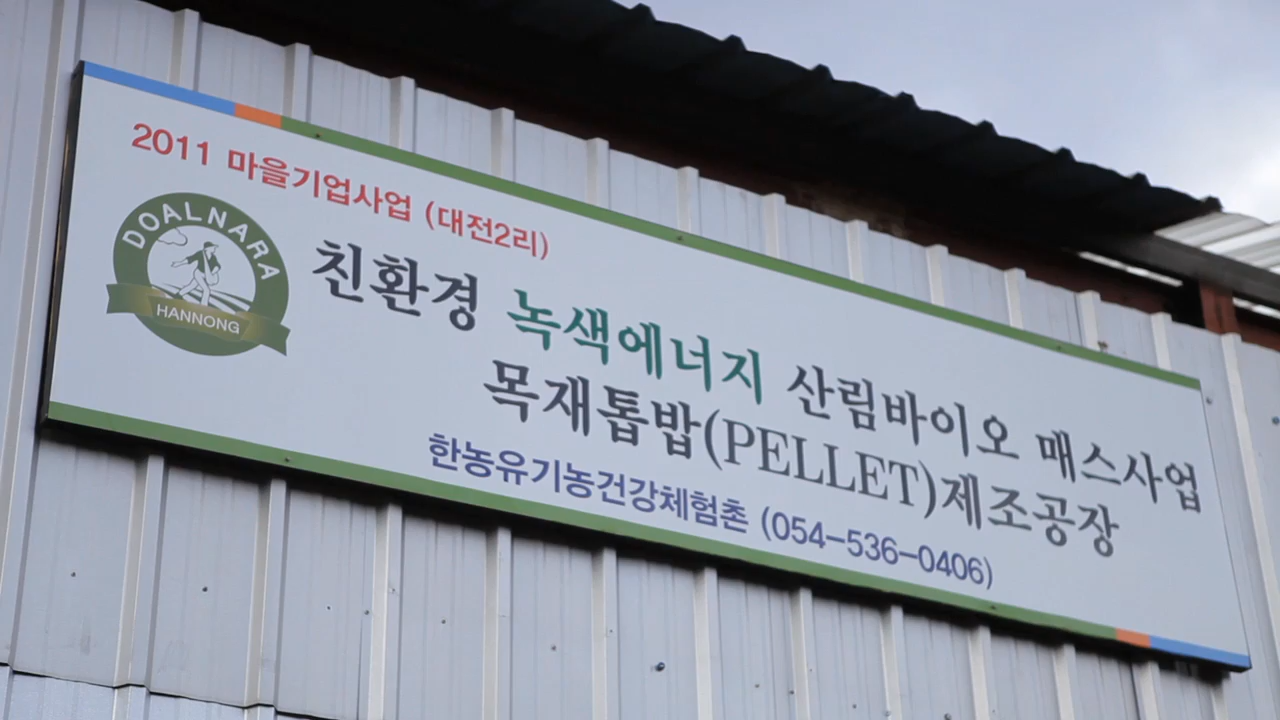 2011 마을기업사업 (대전2리)
DOALNARA
HANNONG
친환경 녹색에너지 산림바이오 매스사업
목재톱밥(PELLET)제조공장
한농유기농건강체험촌 (054-536-0406)